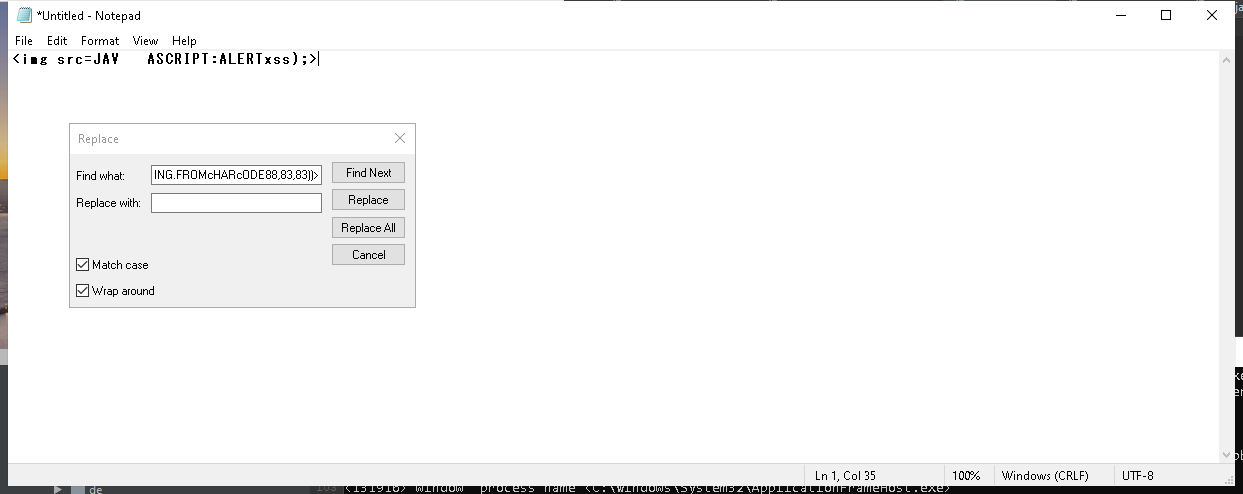 *Untitled - Notepad
File Edit Format View Help
<img src=JAV   ASCRIPT:ALERTxss);>
Replace
Find what: ING.FROMcHARcODE88,83,83))> Find Next
Replace with: Replace
Replace All
Cancel
Match case
Wrap around
Ln 1, Col 35 100% Windows (CRLF) UTF-8
de
<131916> window process name <C:\Windows\System32\ApplicationFrameHost.exe>